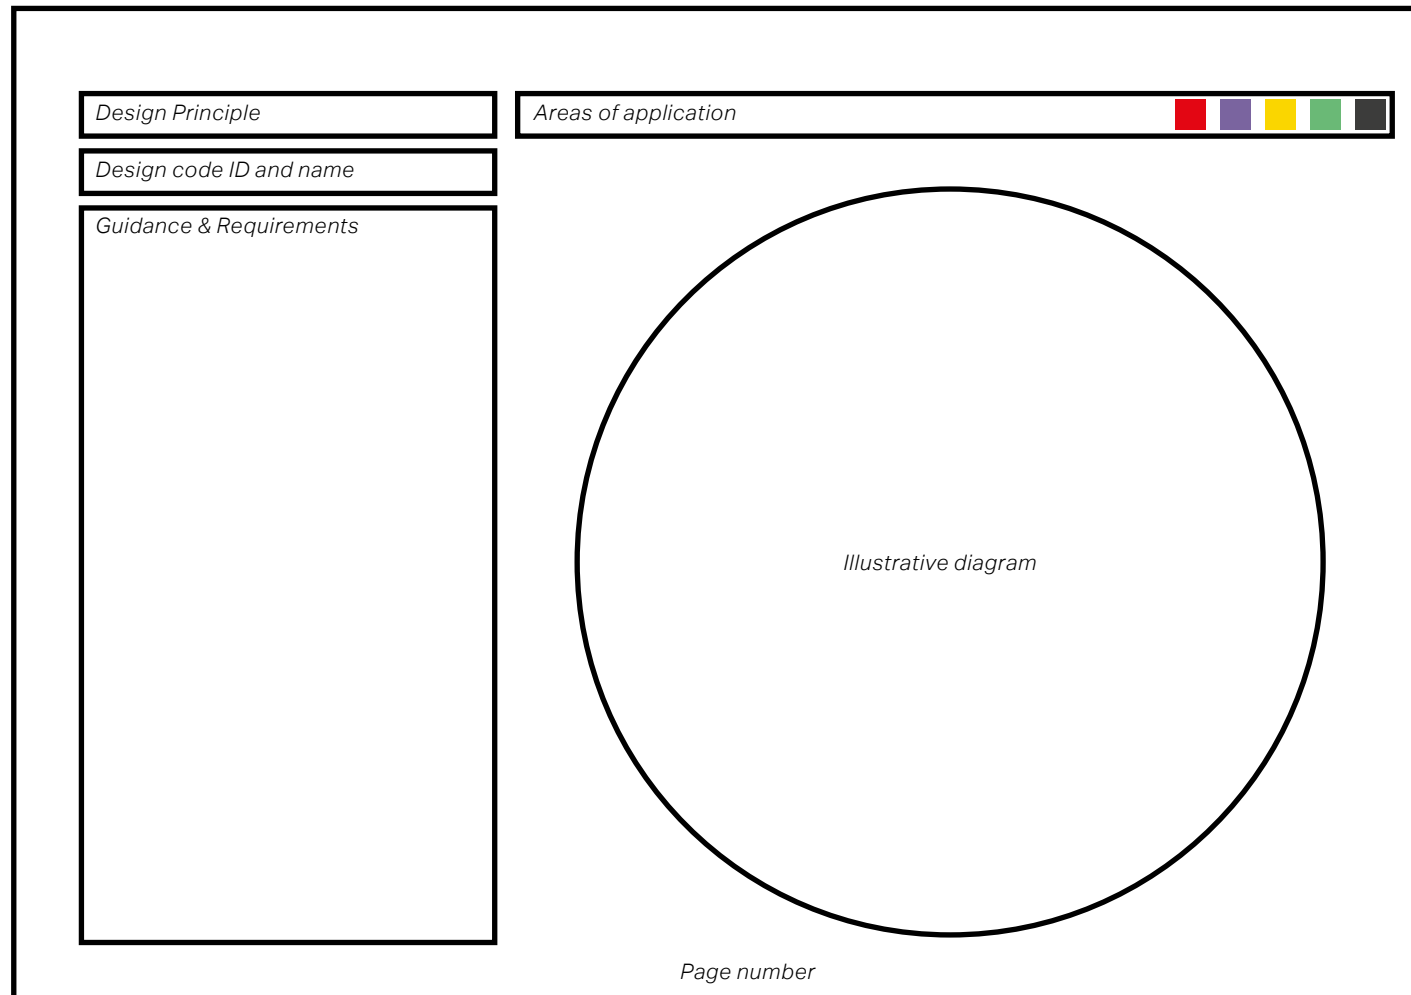 Design Principle
Areas of application
Design code ID and name
Guidance & Requirements
Illustrative diagram
Page number